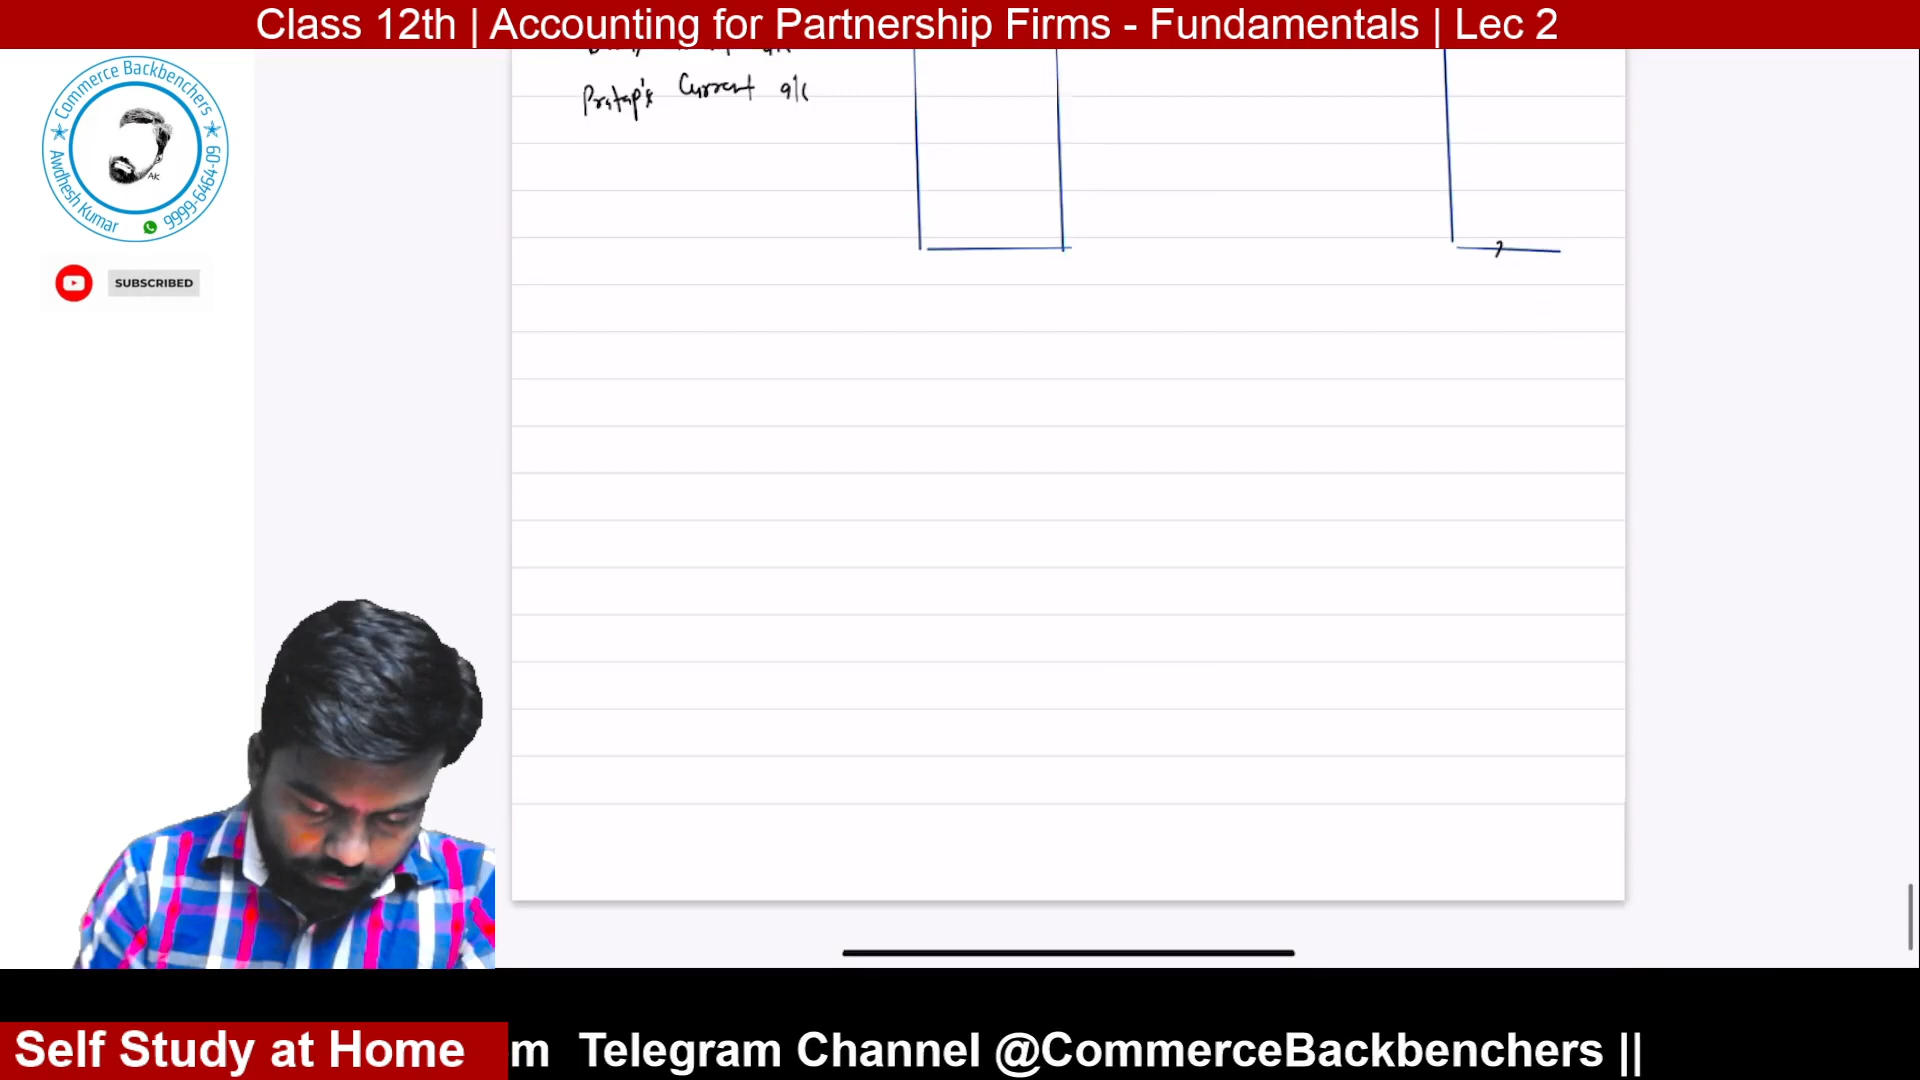 Class 12th | Accounting for Partnership Firms - Fundamentals | Lec 2
★ Commerce Backbenchers ★
Awdhesh Kumar
9999-6464-09
AK
SUBSCRIBED
Pratap's Current a/c
Self Study at Home
m Telegram Channel @CommerceBackbenchers ||